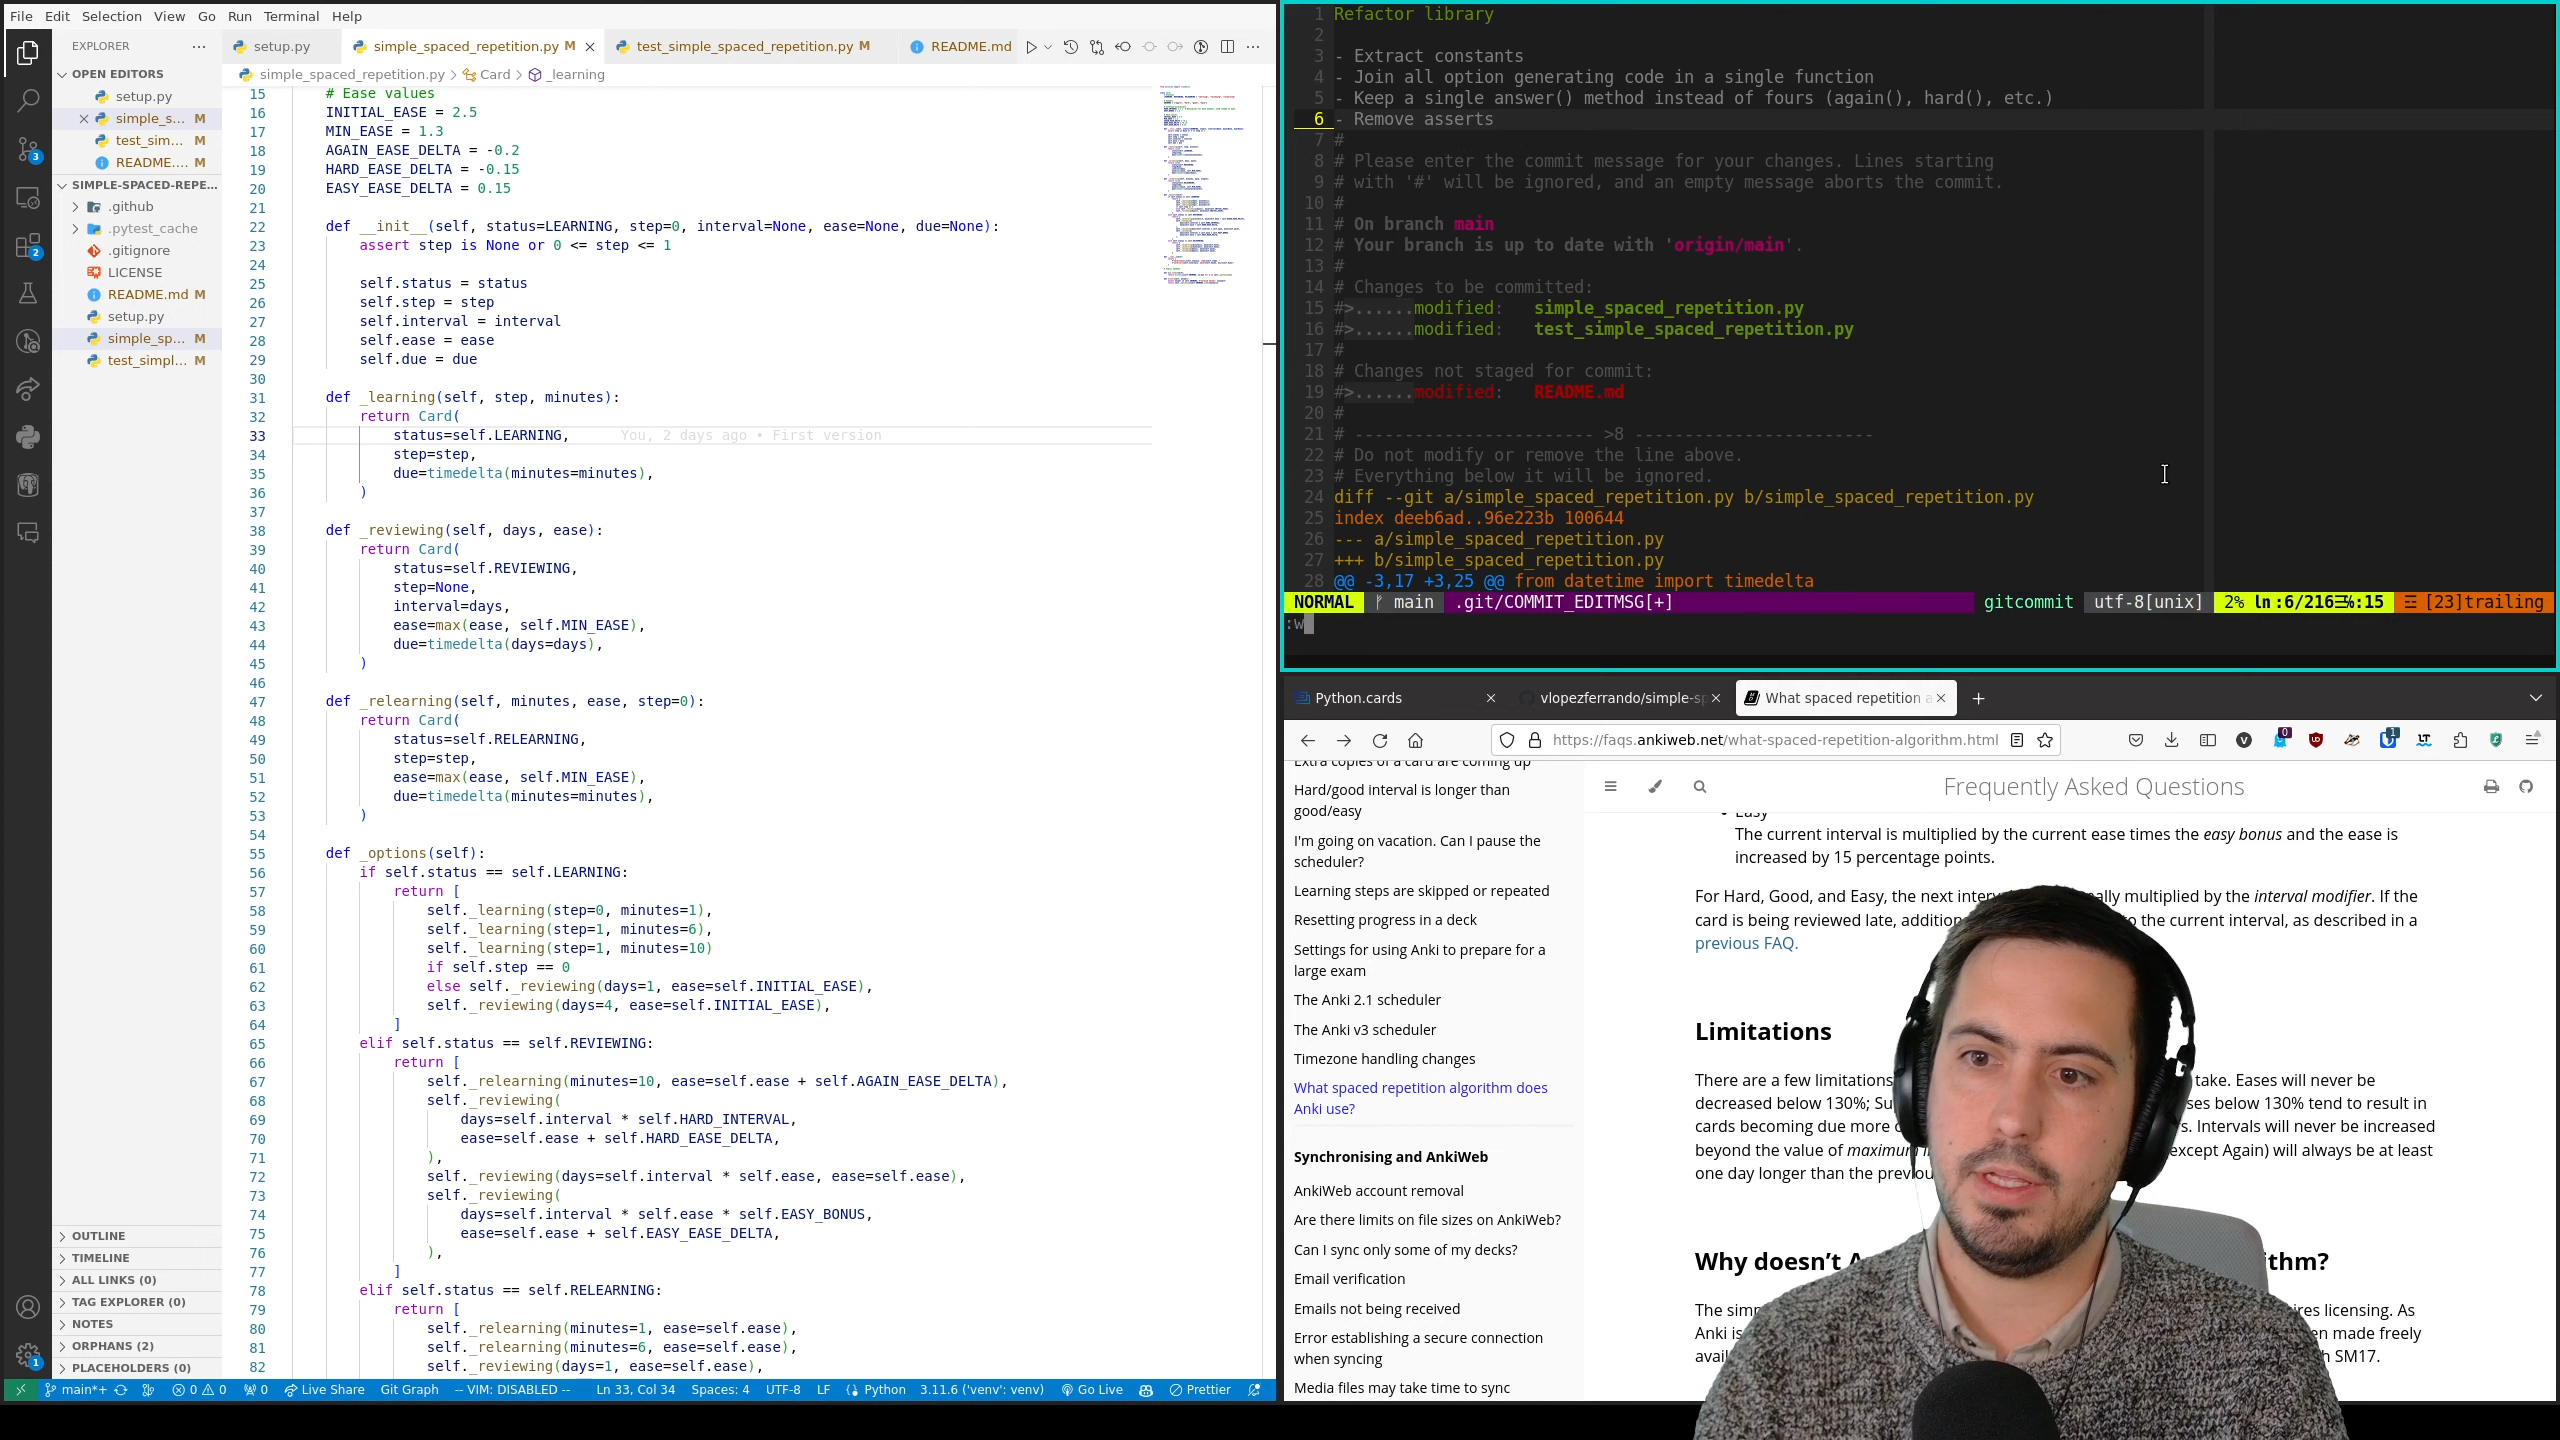 File Edit Selection View Go Run Terminal Help
EXPLORER
OPEN EDITORS
setup.py
simple_s... M
test_sim... M
README.... M
SIMPLE-SPACED-REPE...
.github
.pytest_cache
.gitignore
LICENSE
README.md M
setup.py
simple_sp... M
test_simpl... M
OUTLINE
TIMELINE
ALL LINKS (0)
TAG EXPLORER (0)
NOTES
ORPHANS (2)
PLACEHOLDERS (0)
setup.py simple_spaced_repetition.py M test_simple_spaced_repetition.py M README.md
simple_spaced_repetition.py > Card > _learning
15 # Ease values
16 INITIAL_EASE = 2.5
17 MIN_EASE = 1.3
18 AGAIN_EASE_DELTA = -0.2
19 HARD_EASE_DELTA = -0.15
20 EASY_EASE_DELTA = 0.15
21
22 def __init__(self, status=LEARNING, step=0, interval=None, ease=None, due=None):
23 assert step is None or 0 <= step <= 1
24
25 self.status = status
26 self.step = step
27 self.interval = interval
28 self.ease = ease
29 self.due = due
30
31 def _learning(self, step, minutes):
32 return Card(
33 status=self.LEARNING, You, 2 days ago • First version
34 step=step,
35 due=timedelta(minutes=minutes),
36 )
37
38 def _reviewing(self, days, ease):
39 return Card(
40 status=self.REVIEWING,
41 step=None,
42 interval=days,
43 ease=max(ease, self.MIN_EASE),
44 due=timedelta(days=days),
45 )
46
47 def _relearning(self, minutes, ease, step=0):
48 return Card(
49 status=self.RELEARNING,
50 step=step,
51 ease=max(ease, self.MIN_EASE),
52 due=timedelta(minutes=minutes),
53 )
54
55 def _options(self):
56 if self.status == self.LEARNING:
57 return [
58 self._learning(step=0, minutes=1),
59 self._learning(step=1, minutes=6),
60 self._learning(step=1, minutes=10)
61 if self.step == 0
62 else self._reviewing(days=1, ease=self.INITIAL_EASE),
63 self._reviewing(days=4, ease=self.INITIAL_EASE),
64 ]
65 elif self.status == self.REVIEWING:
66 return [
67 self._relearning(minutes=10, ease=self.ease + self.AGAIN_EASE_DELTA),
68 self._reviewing(
69 days=self.interval * self.HARD_INTERVAL,
70 ease=self.ease + self.HARD_EASE_DELTA,
71 ),
72 self._reviewing(days=self.interval * self.ease, ease=self.ease),
73 self._reviewing(
74 days=self.interval * self.ease * self.EASY_BONUS,
75 ease=self.ease + self.EASY_EASE_DELTA,
76 ),
77 ]
78 elif self.status == self.RELEARNING:
79 return [
80 self._relearning(minutes=1, ease=self.ease),
81 self._relearning(minutes=6, ease=self.ease),
82 self._reviewing(days=1, ease=self.ease),
main*+ 0 0 0 Live Share Git Graph -- VIM: DISABLED -- Ln 33, Col 34 Spaces: 4 UTF-8 LF Python 3.11.6 ('venv': venv) Go Live Prettier
1 Refactor library
2
3 - Extract constants
4 - Join all option generating code in a single function
5 - Keep a single answer() method instead of fours (again(), hard(), etc.)
6 - Remove asserts
7 #
8 # Please enter the commit message for your changes. Lines starting
9 # with '#' will be ignored, and an empty message aborts the commit.
10 #
11 # On branch main
12 # Your branch is up to date with 'origin/main'.
13 #
14 # Changes to be committed:
15 #>......modified: simple_spaced_repetition.py
16 #>......modified: test_simple_spaced_repetition.py
17 #
18 # Changes not staged for commit:
19 #>......modified: README.md
20 #
21 # ------------------------ >8 ------------------------
22 # Do not modify or remove the line above.
23 # Everything below it will be ignored.
24 diff --git a/simple_spaced_repetition.py b/simple_spaced_repetition.py
25 index deeb6ad..96e223b 100644
26 --- a/simple_spaced_repetition.py
27 +++ b/simple_spaced_repetition.py
28 @@ -3,17 +3,25 @@ from datetime import timedelta
NORMAL main .git/COMMIT_EDITMSG[+] gitcommit utf-8[unix] 2% ln:6/216☰%:15 ☲ [23]trailing
:w
Python.cards vlopezferrando/simple-sp What spaced repetition a
https://faqs.ankiweb.net/what-spaced-repetition-algorithm.html
Extra copies of a card are coming up
Hard/good interval is longer than
good/easy
I'm going on vacation. Can I pause the
scheduler?
Learning steps are skipped or repeated
Resetting progress in a deck
Settings for using Anki to prepare for a
large exam
The Anki 2.1 scheduler
The Anki v3 scheduler
Timezone handling changes
What spaced repetition algorithm does
Anki use?
Synchronising and AnkiWeb
AnkiWeb account removal
Are there limits on file sizes on AnkiWeb?
Can I sync only some of my decks?
Email verification
Emails not being received
Error establishing a secure connection
when syncing
Media files may take time to sync
Frequently Asked Questions
Easy
The current interval is multiplied by the current ease times the easy bonus and the ease is
increased by 15 percentage points.
For Hard, Good, and Easy, the next multiplied by the interval modifier. If the
card is being reviewed late, to the current interval, as described in a
previous FAQ.
Limitations
There are a few limitations take. Eases will never be
decreased below 130%; below 130% tend to result in
cards becoming due more Intervals will never be increased
beyond the value of except Again) will always be at least
one day longer than the
Why doesn't
The licensing. As
Anki is made freely
SM17.